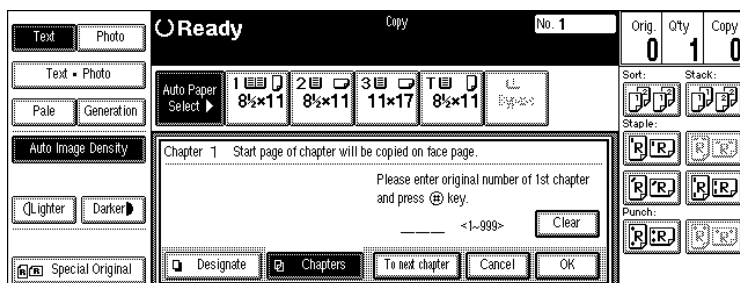 Text
Photo
Text • Photo
Pale
Generation
Auto Image Density
Lighter
Darker
Special Original
Ready
Copy
No. 1
Auto Paper
Select ▶
1
8½×11
2
8½×11
3
11×17
T
8½×11
Bypass
Chapter 1 Start page of chapter will be copied on face page.
Please enter original number of 1st chapter
and press (#) key.
___ <1~999>
Clear
Designate
Chapters
To next chapter
Cancel
OK
Orig. Q'ty Copy
0 1 0
Sort: Stack:
Staple:
Punch: